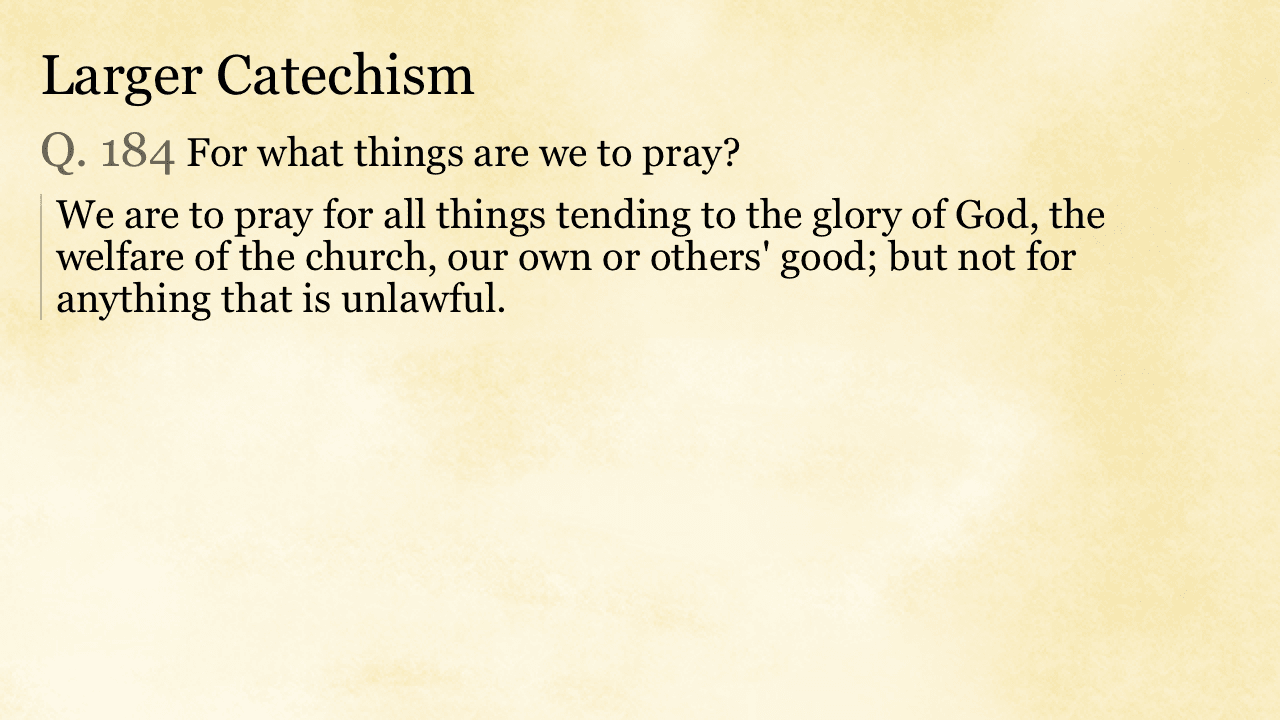 Larger Catechism
Q. 184 For what things are we to pray?
We are to pray for all things tending to the glory of God, the
welfare of the church, our own or others' good; but not for
anything that is unlawful.